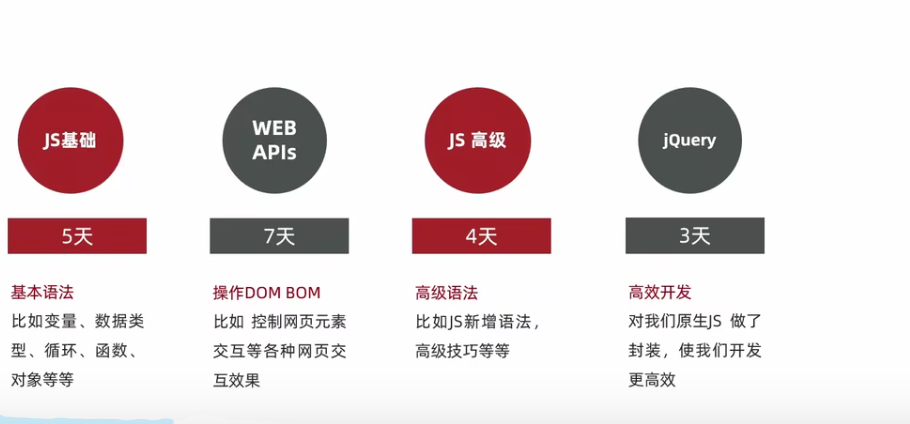 JS基础
WEB
APIs
JS 高级
jQuery
5天
7天
4天
3天
基本语法
比如变量、数据类
型、循环、函数、
对象等等
操作DOM BOM
比如 控制网页元素
交互等各种网页交
互效果
高级语法
比如JS新增语法，
高级技巧等等
高效开发
对我们原生JS 做了
封装，使我们开发
更高效